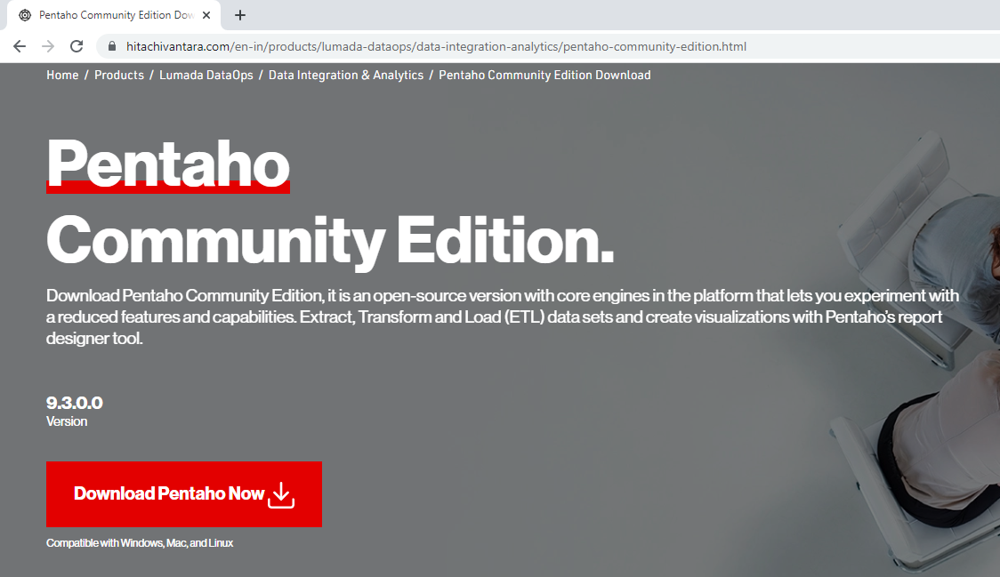 Pentaho Community Edition Dow
hitachivantara.com/en-in/products/lumada-dataops/data-integration-analytics/pentaho-community-edition.html
Home / Products / Lumada DataOps / Data Integration & Analytics / Pentaho Community Edition Download
Pentaho
Community Edition.
Download Pentaho Community Edition, it is an open-source version with core engines in the platform that lets you experiment with
a reduced features and capabilities. Extract, Transform and Load (ETL) data sets and create visualizations with Pentaho's report
designer tool.
9.3.0.0
Version
Download Pentaho Now
Compatible with Windows, Mac, and Linux